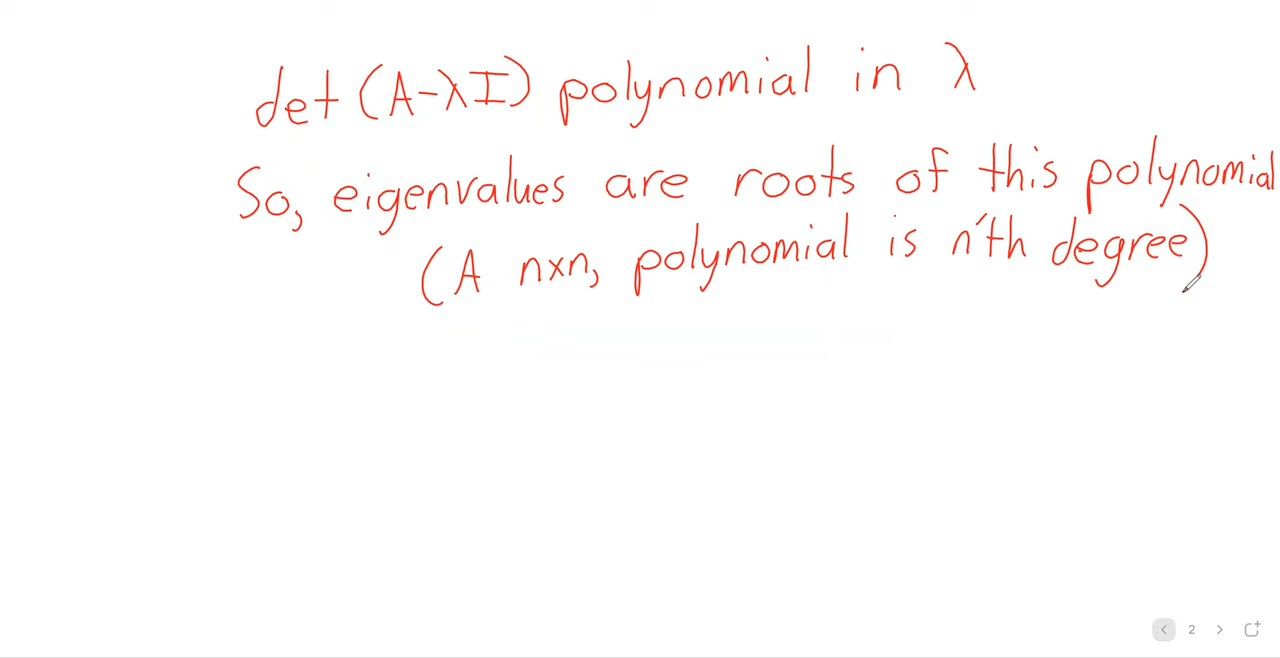 det (A-λI) polynomial in λ
So, eigenvalues are roots of this polynomial
(A nxn, polynomial is n'th degree)
2